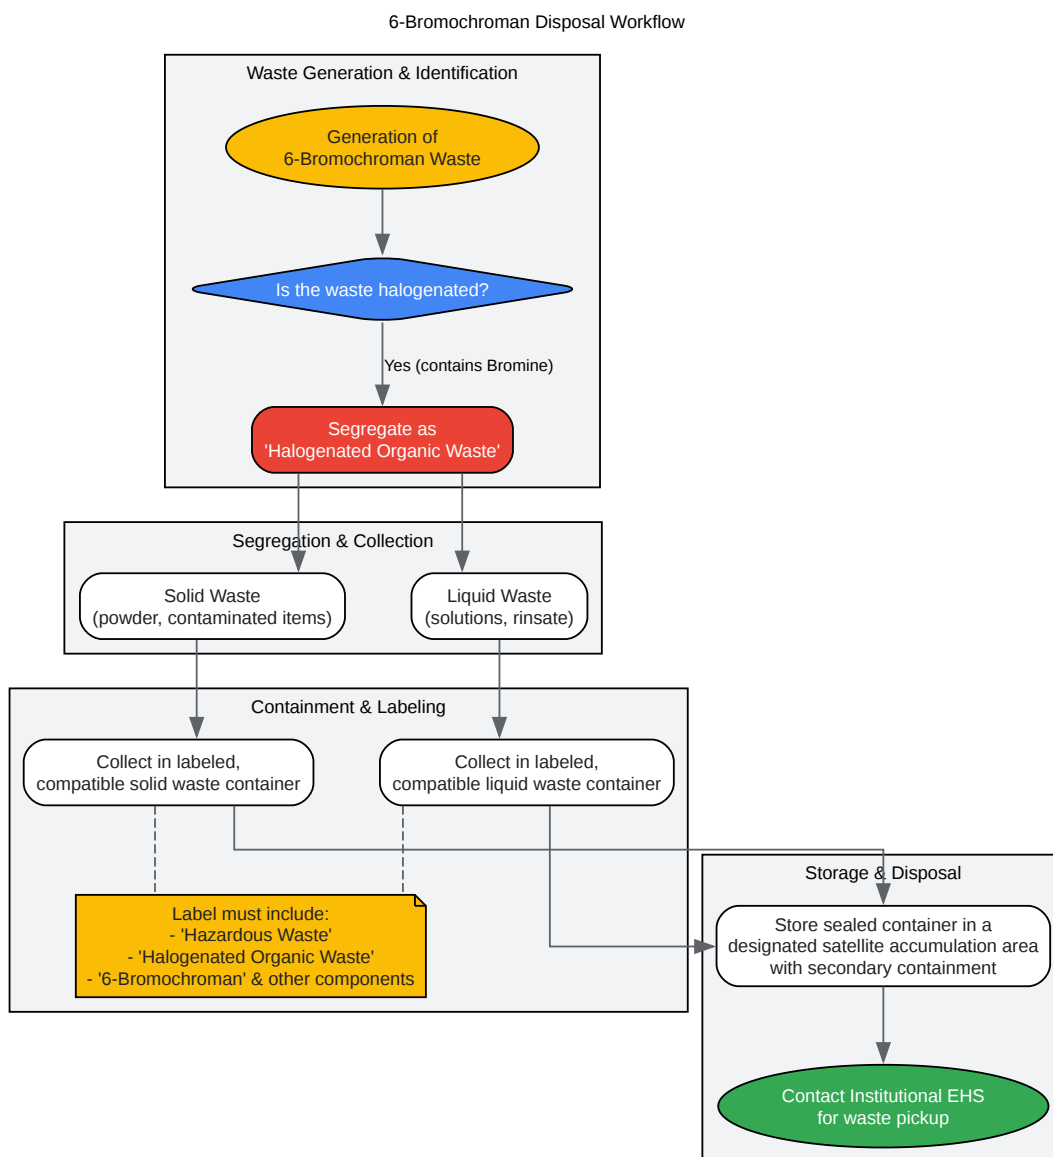 6-Bromochroman Disposal Workflow
Waste Generation & Identification
Generation of
6-Bromochroman Waste
Is the waste halogenated?
Yes (contains Bromine)
Segregate as
'Halogenated Organic Waste'
Segregation & Collection
Solid Waste
(powder, contaminated items)
Liquid Waste
(solutions, rinsate)
Containment & Labeling
Collect in labeled,
compatible solid waste container
Collect in labeled,
compatible liquid waste container
Label must include:
- 'Hazardous Waste'
- 'Halogenated Organic Waste'
- '6-Bromochroman' & other components
Storage & Disposal
Store sealed container in a
designated satellite accumulation area
with secondary containment
Contact Institutional EHS
for waste pickup